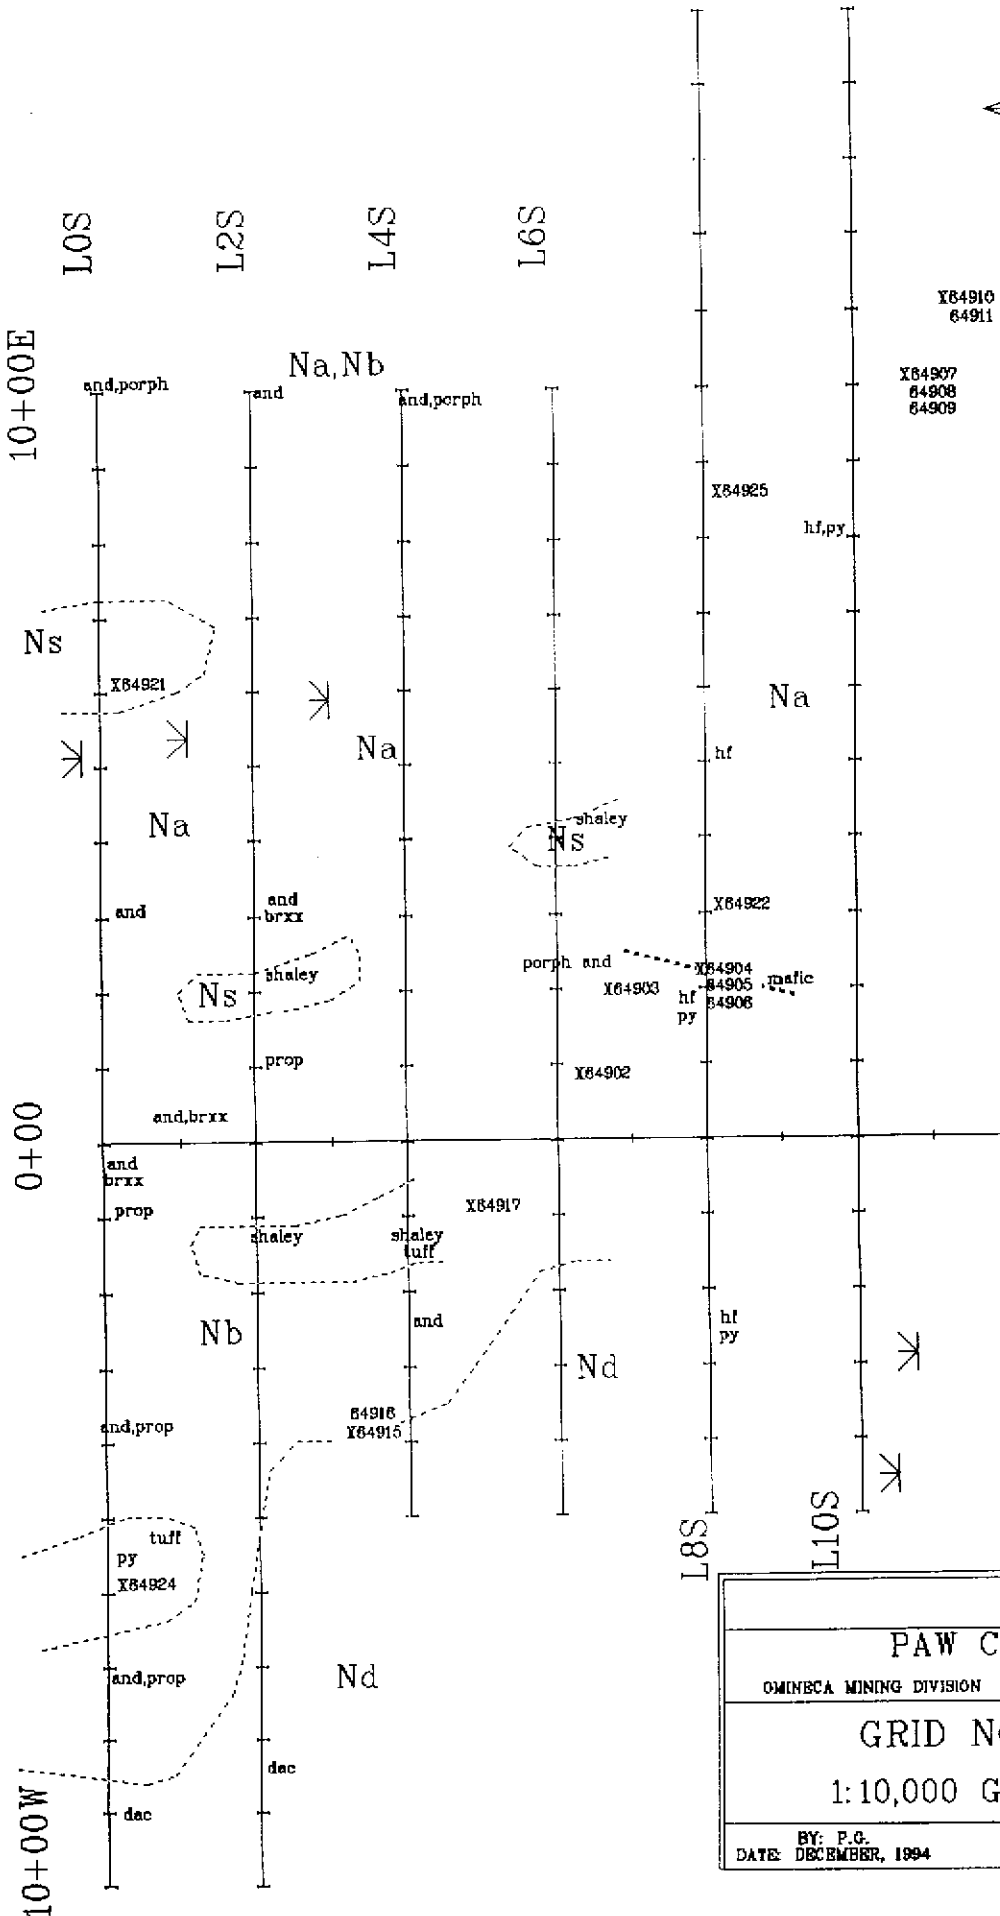 L0S
L2S
L4S
L6S
10+00E
Na,Nb
and,porph
and
and,porph
X64910
64911
X64907
64908
64909
X64925
hf,py
Ns
X64921
Na
Na
hf
Na
shaley
Ns
and
and
brxx
X64922
shaley
Ns
porph and
X64903
X64904
64905
64906
mafic
hf
py
prop
X64902
0+00
and,brxx
and
brxx
prop
X64917
shaley
shaley
tuff
Nb
and
hf
py
Nd
64916
X64915
and,prop
L8S
L10S
tuff
py
X64924
and,prop
Nd
dac
dac
10+00W
PAW C
OMINECA MINING DIVISION
GRID N
1:10,000 G
BY: P.G.
DATE: DECEMBER, 1994